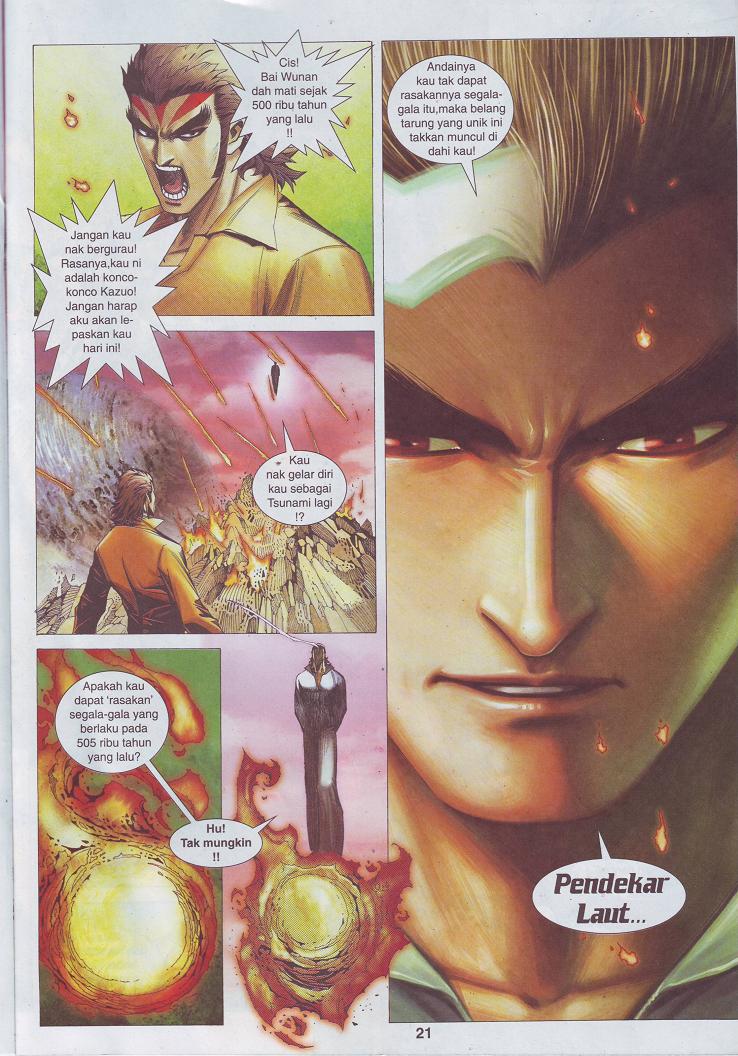 Cis!
Bai Wunan
dah mati sejak
500 ribu tahun
yang lalu
!!
Jangan kau
nak bergurau!
Rasanya,kau ni
adalah konco-
konco Kazuo!
Jangan harap
aku akan le-
paskan kau
hari ini!
Kau
nak gelar diri
kau sebagai
Tsunami lagi
!?
Apakah kau
dapat ‘rasakan’
segala-gala yang
berlaku pada
505 ribu tahun
yang lalu?
Hu!
Tak mungkin
!!
Andainya
kau tak dapat
rasakannya segala-
gala itu,maka belang
tarung yang unik ini
takkan muncul di
dahi kau!
Pendekar
Laut...
21